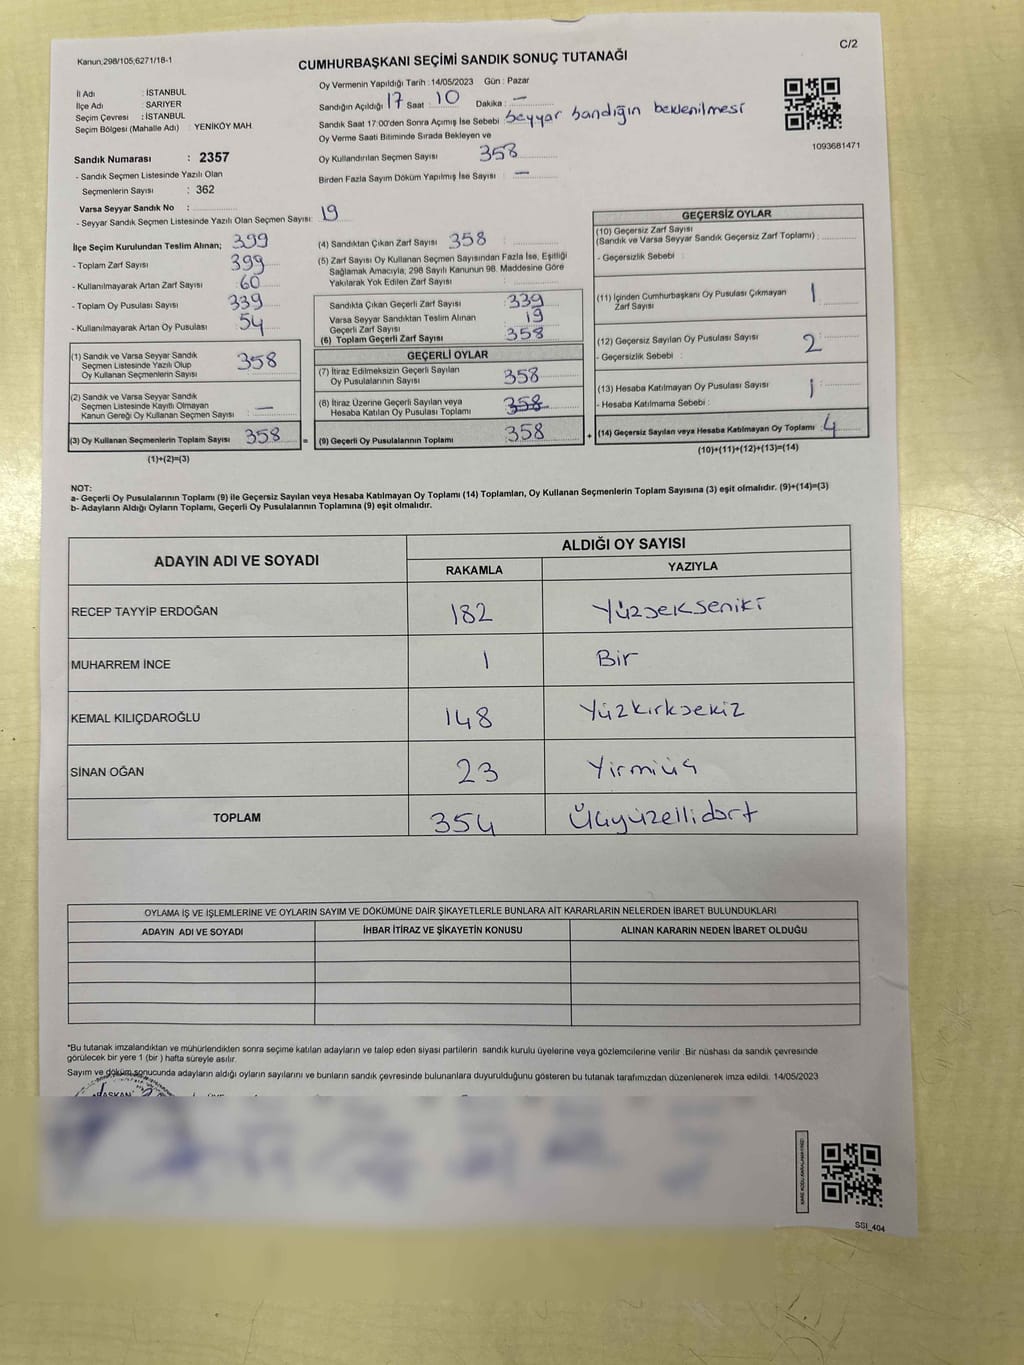 Kanun,298/105,6271/18-1
C/2
CUMHURBAŞKANI SEÇİMİ SANDIK SONUÇ TUTANAĞI
İl Adı : İSTANBUL
İlçe Adı : SARIYER
Seçim Çevresi : İSTANBUL
Seçim Bölgesi (Mahalle Adı) : YENİKÖY MAH.
Sandık Numarası : 2357
- Sandık Seçmen Listesinde Yazılı Olan
Seçmenlerin Sayısı : 362
Varsa Seyyar Sandık No :
- Seyyar Sandık Seçmen Listesinde Yazılı Olan Seçmen Sayısı: 19
Oy Vermenin Yapıldığı Tarih : 14/05/2023 Gün : Pazar
Sandığın Açıldığı 17 Saat : 10 Dakika : —
Sandık Saat 17:00'den Sonra Açımış İse Sebebi : Seyyar Sandığın beklenilmesi
Oy Verme Saati Bitiminde Sırada Bekleyen ve
Oy Kullandırılan Seçmen Sayısı 358
Birden Fazla Sayım Döküm Yapılmış İse Sayısı : —
1093681471
İlçe Seçim Kurulundan Teslim Alınan; 399
- Toplam Zarf Sayısı 399
- Kullanılmayarak Artan Zarf Sayısı 60
- Toplam Oy Pusulası Sayısı 339
- Kullanılmayarak Artan Oy Pusulası 54
(1) Sandık ve Varsa Seyyar Sandık
Seçmen Listesinde Yazılı Olup
Oy Kullanan Seçmenlerin Sayısı 358
(2) Sandık ve Varsa Seyyar Sandık
Seçmen Listesinde Kayıtlı Olmayan
Kanun Gereği Oy Kullanan Seçmen Sayısı : —
(3) Oy Kullanan Seçmenlerin Toplam Sayısı 358 =
(1)+(2)=(3)
(4) Sandıktan Çıkan Zarf Sayısı 358
(5) Zarf Sayısı Oy Kullanan Seçmen Sayısından Fazla İse, Eşitliği
Sağlamak Amacıyla; 298 Sayılı Kanunun 98. Maddesine Göre
Yakılarak Yok Edilen Zarf Sayısı :
Sandıkta Çıkan Geçerli Zarf Sayısı 339
Varsa Seyyar Sandıktan Teslim Alınan
Geçerli Zarf Sayısı 19
(6) Toplam Geçerli Zarf Sayısı 358
GEÇERLİ OYLAR
(7) İtiraz Edilmeksizin Geçerli Sayılan
Oy Pusulalarının Sayısı 358
(8) İtiraz Üzerine Geçerli Sayılan veya
Hesaba Katılan Oy Pusulası Toplamı 358
(9) Geçerli Oy Pusulalarının Toplamı 358 +
GEÇERSİZ OYLAR
(10) Geçersiz Zarf Sayısı
(Sandık ve Varsa Seyyar Sandık Geçersiz Zarf Toplamı) :
- Geçersizlik Sebebi :
(11) İçinden Cumhurbaşkanı Oy Pusulası Çıkmayan
Zarf Sayısı 1
(12) Geçersiz Sayılan Oy Pusulası Sayısı 2
- Geçersizlik Sebebi :
(13) Hesaba Katılmayan Oy Pusulası Sayısı 1
- Hesaba Katılmama Sebebi :
(14) Geçersiz Sayılan veya Hesaba Katılmayan Oy Toplamı : 4
(10)+(11)+(12)+(13)=(14)
NOT:
a- Geçerli Oy Pusulalarının Toplamı (9) ile Geçersiz Sayılan veya Hesaba Katılmayan Oy Toplamı (14) Toplamları, Oy Kullanan Seçmenlerin Toplam Sayısına (3) eşit olmalıdır. (9)+(14)=(3)
b- Adayların Aldığı Oyların Toplamı, Geçerli Oy Pusulalarının Toplamına (9) eşit olmalıdır.
ADAYIN ADI VE SOYADI
ALDIĞI OY SAYISI
RAKAMLA YAZIYLA
RECEP TAYYİP ERDOĞAN 182 Yüzsekseniki
MUHARREM İNCE 1 Bir
KEMAL KILIÇDAROĞLU 148 Yüzkırksekiz
SİNAN OĞAN 23 Yirmiüç
TOPLAM 354 Üçyüzellidört
OYLAMA İŞ VE İŞLEMLERİNE VE OYLARIN SAYIM VE DÖKÜMÜNE DAİR ŞİKAYETLERLE BUNLARA AİT KARARLARIN NELERDEN İBARET BULUNDUKLARI
ADAYIN ADI VE SOYADI İHBAR İTİRAZ VE ŞİKAYETİN KONUSU ALINAN KARARIN NEDEN İBARET OLDUĞU
*Bu tutanak imzalandıktan ve mühürlendikten sonra seçime katılan adayların ve talep eden siyasi partilerin sandık kurulu üyelerine veya gözlemcilerine verilir. Bir nüshası da sandık çevresinde
görülecek bir yere 1 (bir) hafta süreyle asılır.
Sayım ve döküm sonucunda adayların aldığı oyların sayılarını ve bunların sandık çevresinde bulunanlara duyurulduğunu gösteren bu tutanak tarafımızdan düzenlenerek imza edildi. 14/05/2023
BAŞKAN
SSI_404